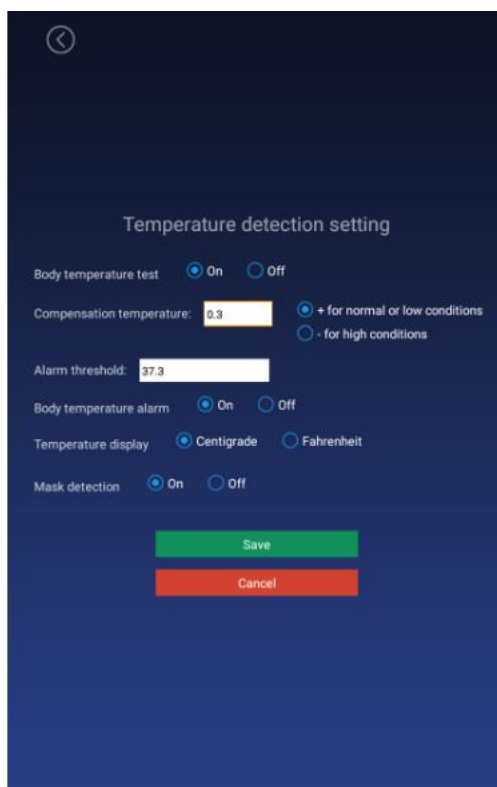 Temperature detection setting
Body temperature test On Off
Compensation temperature: 0.3 + for normal or low conditions
- for high conditions
Alarm threshold: 37.3
Body temperature alarm On Off
Temperature display Centigrade Fahrenheit
Mask detection On Off
Save
Cancel